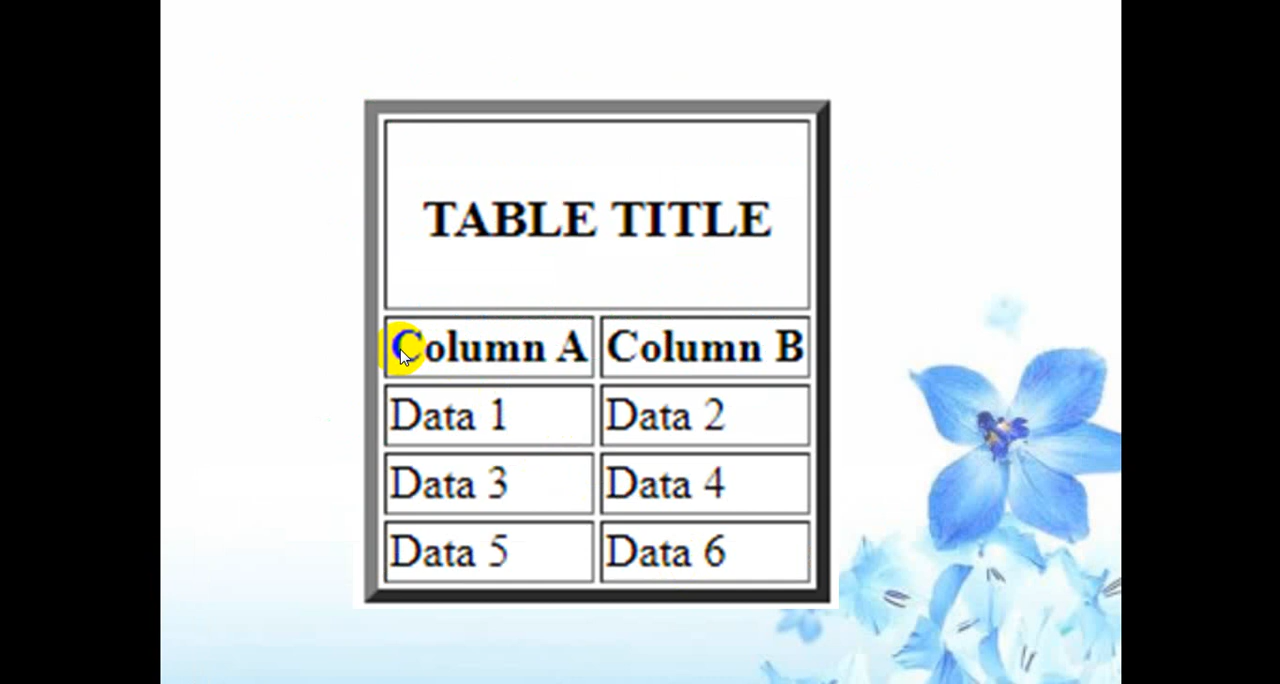 TABLE TITLE
Column A Column B
Data 1 Data 2
Data 3 Data 4
Data 5 Data 6